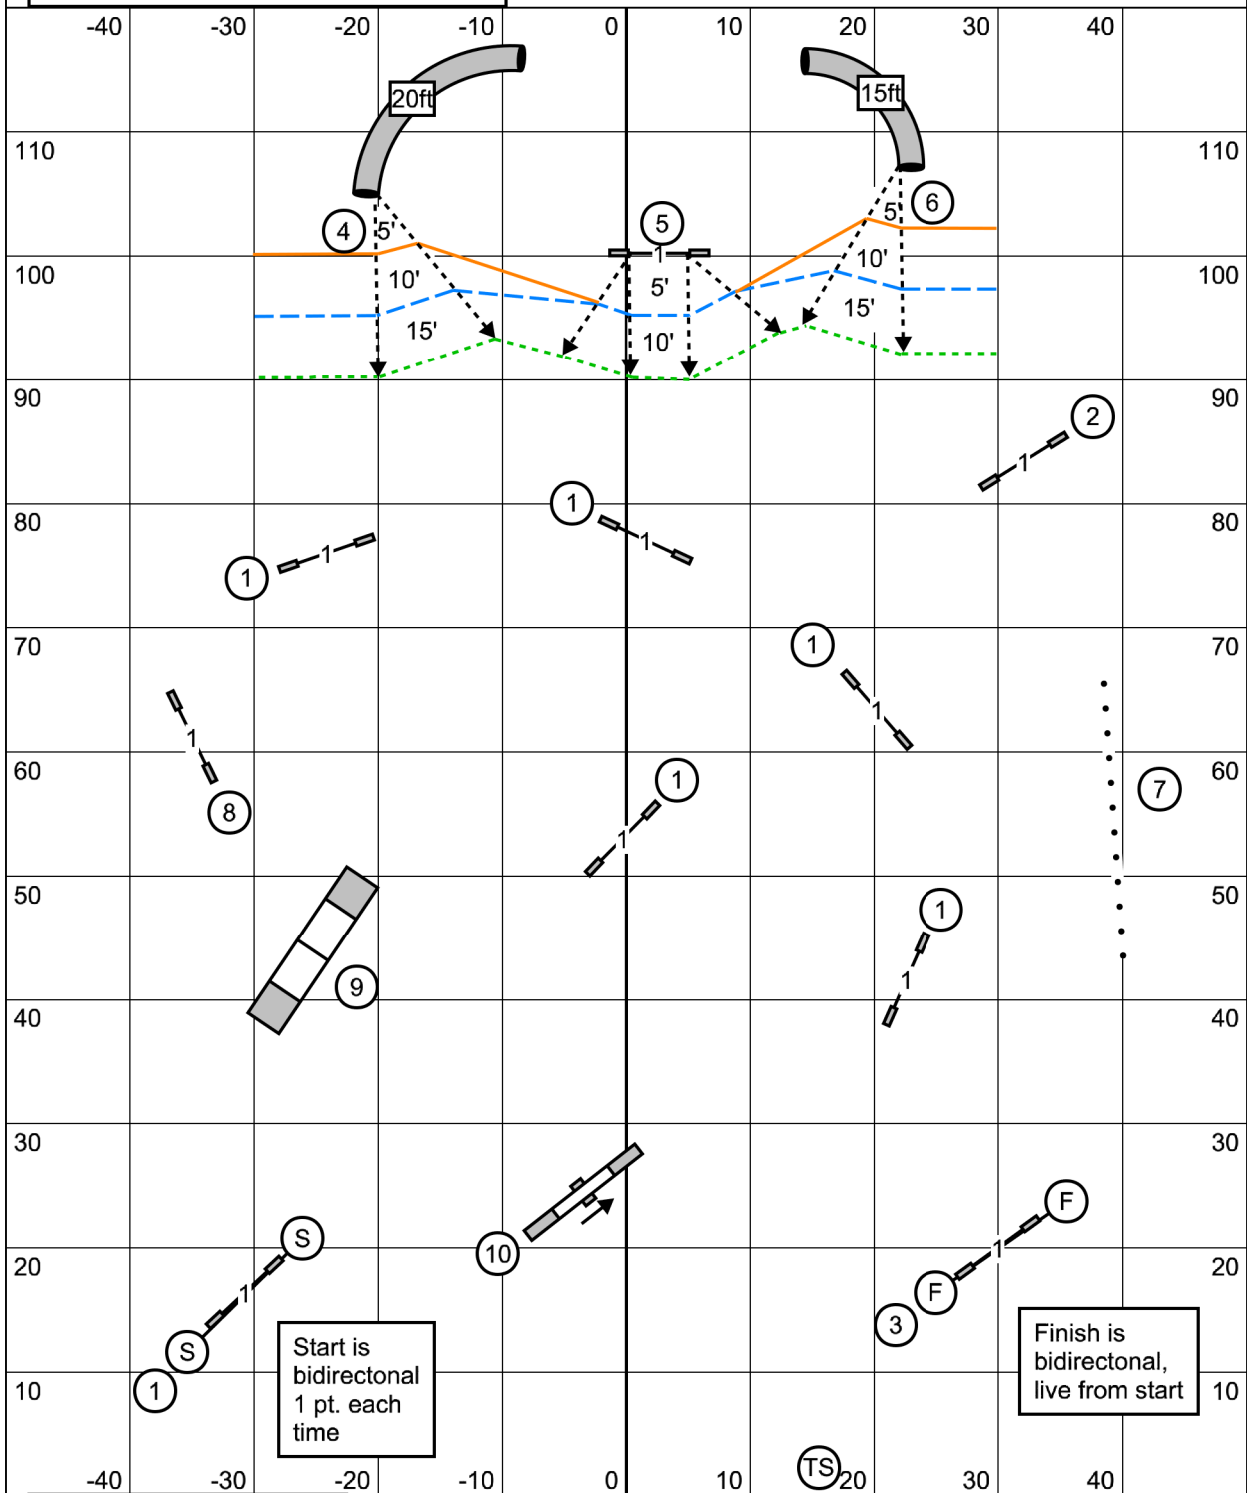 -40 -30 -20 -10 0 10 20 30 40
20ft 15ft
110 110
4 5' 5 5' 6
1
100 10' 5' 10' 100
15' 10' 15'
90 90
2
1
1
80 80
1
1
1
70 1 70
1
1
60 1 7 60
8
1
50 1 50
9
1
40 40
30 30
S 10 F
20 1 1 20
F
S 3
1
Start is
bidirectonal
1 pt. each
time
Finish is
bidirectonal,
live from start
10 10
-40 -30 -20 -10 0 10 TS 20 30 40